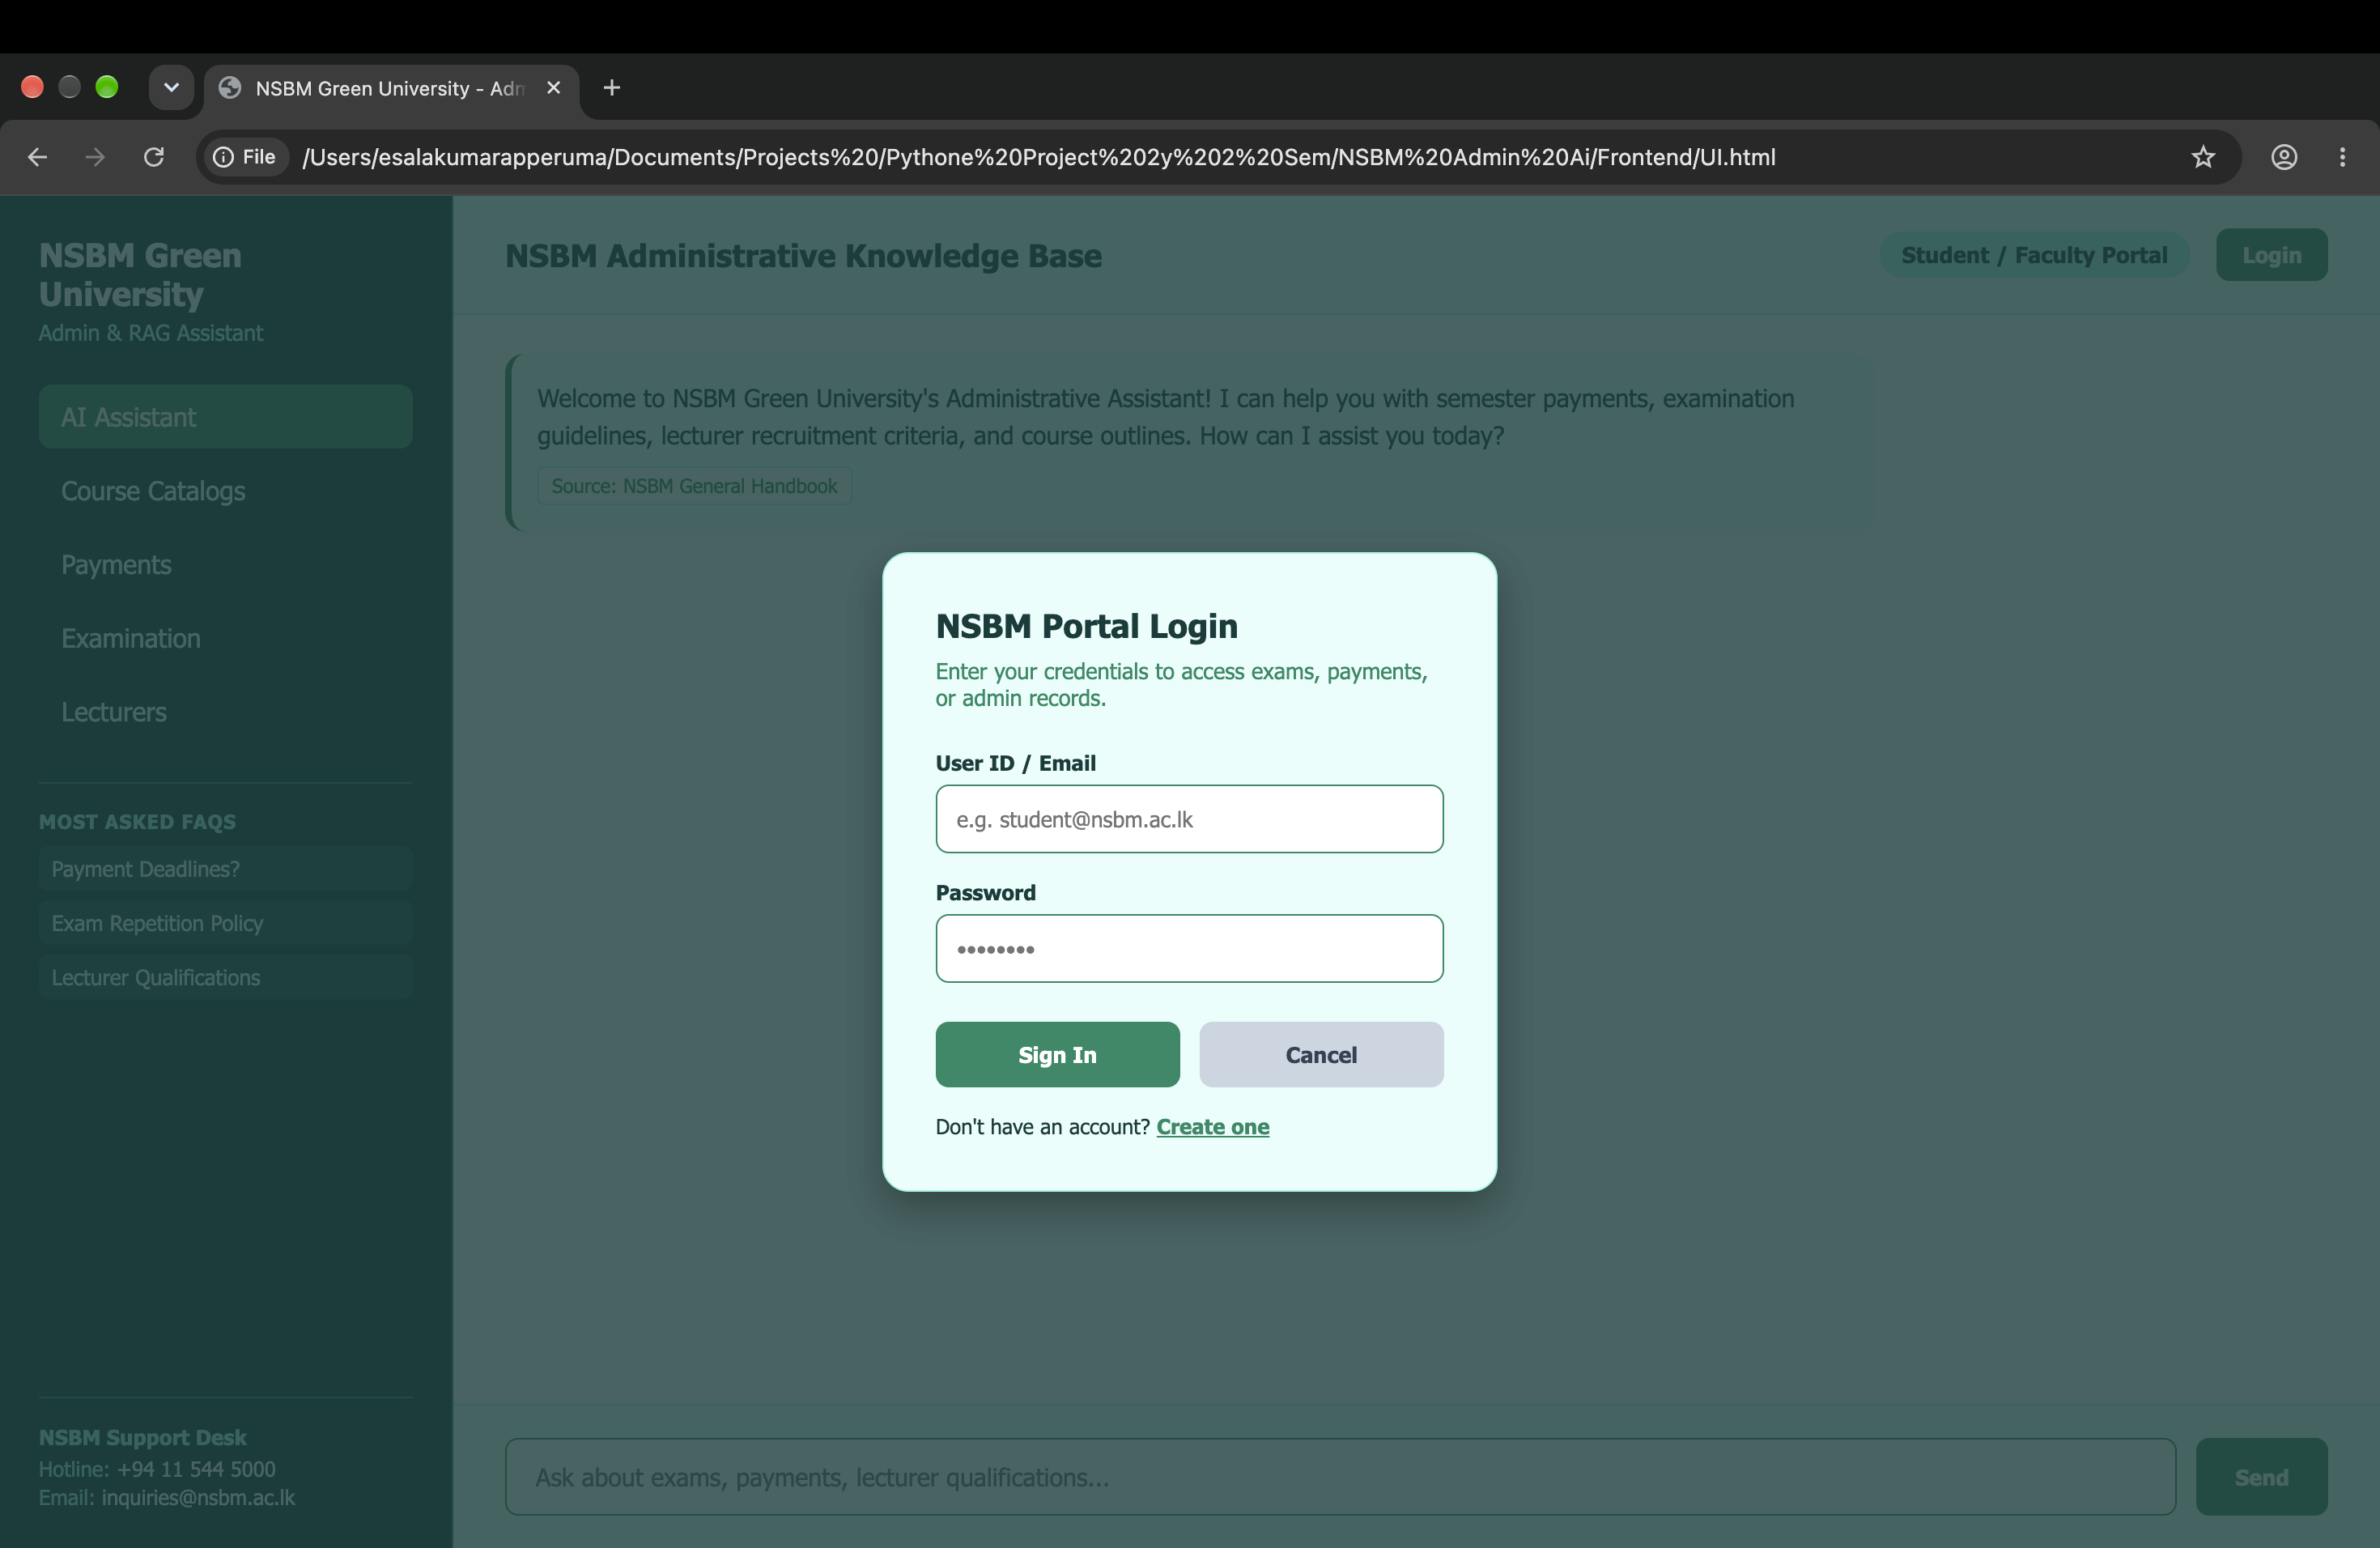 NSBM Green University - Adm
File /Users/esalakumarapperuma/Documents/Projects%20/Pythone%20Project%202y%202%20Sem/NSBM%20Admin%20Ai/Frontend/UI.html
NSBM Green
University
Admin & RAG Assistant
AI Assistant
Course Catalogs
Payments
Examination
Lecturers
MOST ASKED FAQS
Payment Deadlines?
Exam Repetition Policy
Lecturer Qualifications
NSBM Support Desk
Hotline: +94 11 544 5000
Email: inquiries@nsbm.ac.lk
NSBM Administrative Knowledge Base
Student / Faculty Portal
Login
Welcome to NSBM Green University's Administrative Assistant! I can help you with semester payments, examination
guidelines, lecturer recruitment criteria, and course outlines. How can I assist you today?
Source: NSBM General Handbook
NSBM Portal Login
Enter your credentials to access exams, payments,
or admin records.
User ID / Email
e.g. student@nsbm.ac.lk
Password
••••••••
Sign In
Cancel
Don't have an account? Create one
Ask about exams, payments, lecturer qualifications...
Send